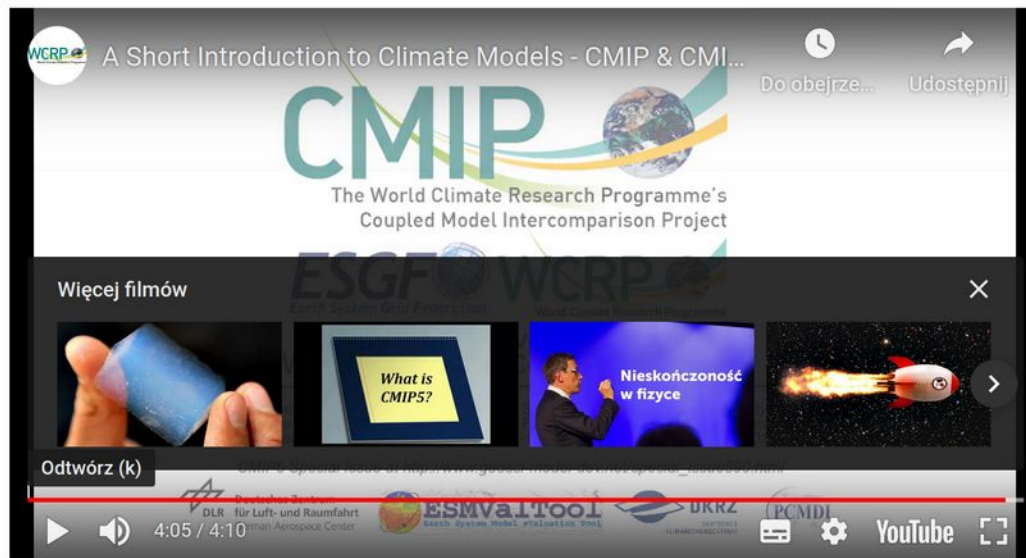 WCRP
A Short Introduction to Climate Models - CMIP & CMI...
Do obejrze...
Udostępnij
CMIP
The World Climate Research Programme's
Coupled Model Intercomparison Project
ESGF WCRP
Earth System Grid Federation World Climate Research Programme
Więcej filmów
What is
CMIP5?
Nieskończoność
w fizyce
Odtwórz (k)
Deutsches Zentrum
DLR für Luft- und Raumfahrt
German Aerospace Center
ESMValTool
Earth System Model eValuation Tool
DKRZ
PCMDI
4:05 / 4:10
YouTube